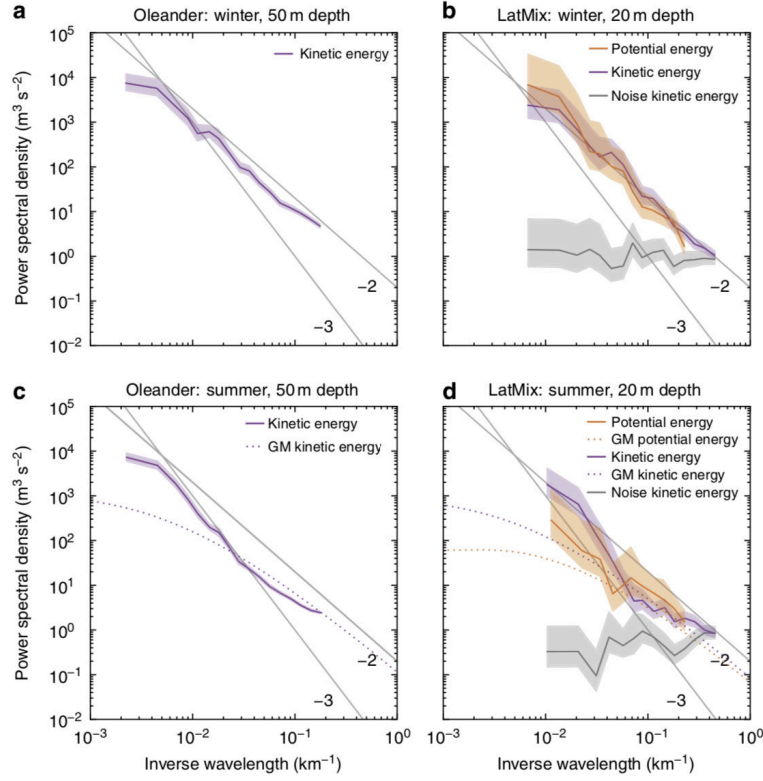 a
Oleander: winter, 50 m depth
Kinetic energy
Power spectral density (m³ s⁻²)
10⁵
10⁴
10³
10²
10¹
10⁰
10⁻¹
10⁻²
−2
−3
b
LatMix: winter, 20 m depth
Potential energy
Kinetic energy
Noise kinetic energy
−2
−3
c
Oleander: summer, 50 m depth
Kinetic energy
GM kinetic energy
Power spectral density (m³ s⁻²)
10⁵
10⁴
10³
10²
10¹
10⁰
10⁻¹
10⁻²
−2
−3
10⁻³
10⁻²
10⁻¹
10⁰
Inverse wavelength (km⁻¹)
d
LatMix: summer, 20 m depth
Potential energy
GM potential energy
Kinetic energy
GM kinetic energy
Noise kinetic energy
−2
−3
10⁻³
10⁻²
10⁻¹
10⁰
Inverse wavelength (km⁻¹)